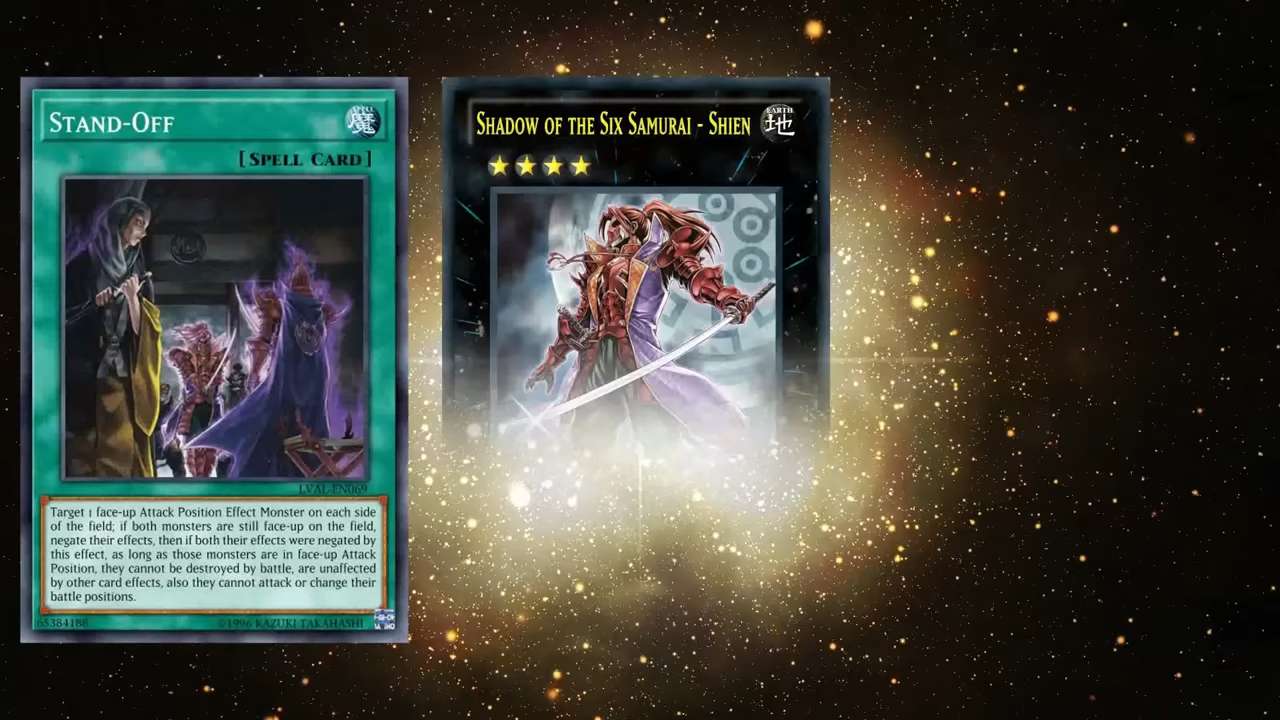 STAND-OFF
魔
[SPELL CARD]
LVAL-EN069
Target 1 face-up Attack Position Effect Monster on each side
of the field; if both monsters are still face-up on the field,
negate their effects, then if both their effects were negated by
this effect, as long as those monsters are in face-up Attack
Position, they cannot be destroyed by battle, are unaffected
by other card effects, also they cannot attack or change their
battle positions.
65384188
©1996 KAZUKI TAKAHASHI
SHADOW OF THE SIX SAMURAI - SHIEN
EARTH
地